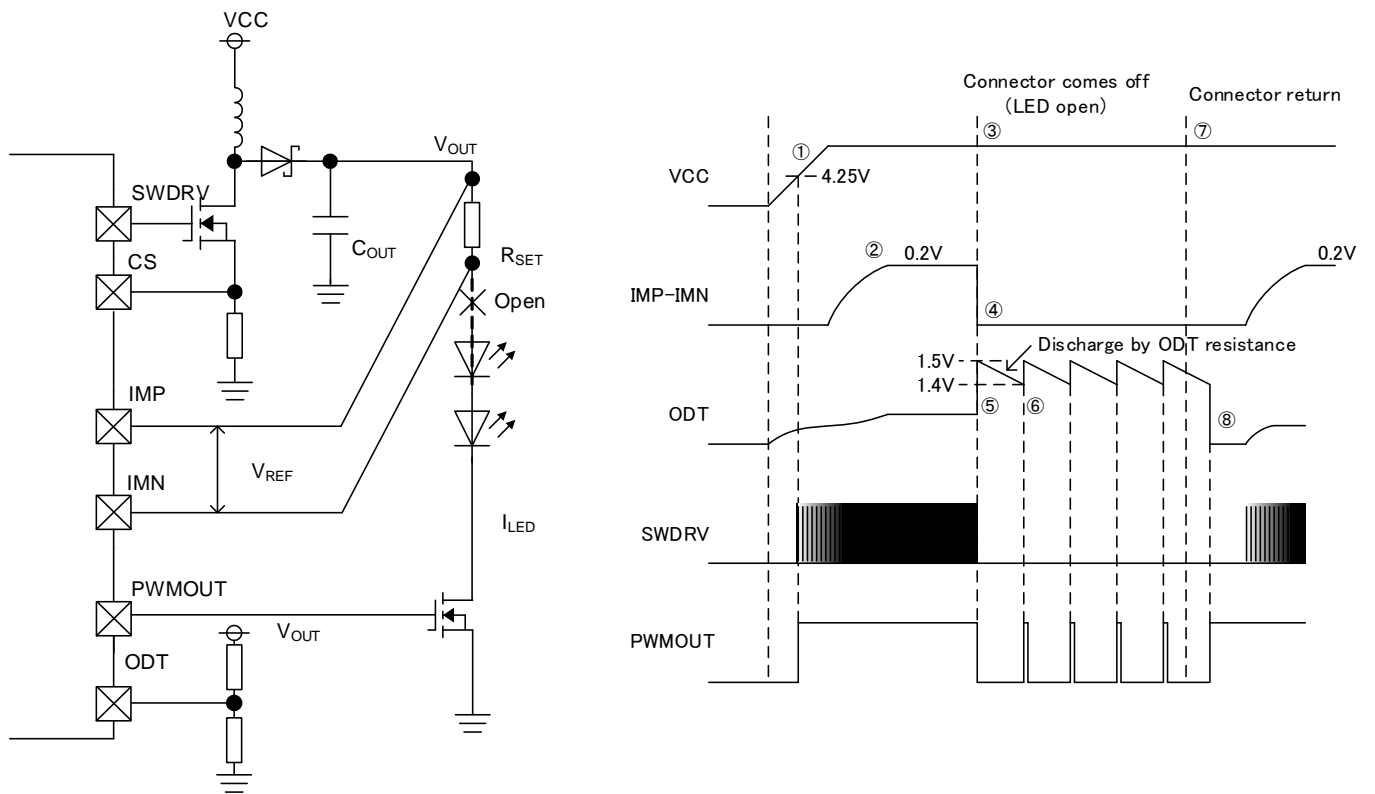 VCC
SWDRV
CS
IMP
IMN
PWMOUT
ODT
VOUT
COUT
RSET
Open
VREF
ILED
VOUT
Connector comes off
(LED open)
Connector return
①
③
⑦
VCC
4.25V
②
0.2V
0.2V
IMP-IMN
④
Discharge by ODT resistance
1.5V
1.4V
ODT
⑤
⑥
⑧
SWDRV
PWMOUT